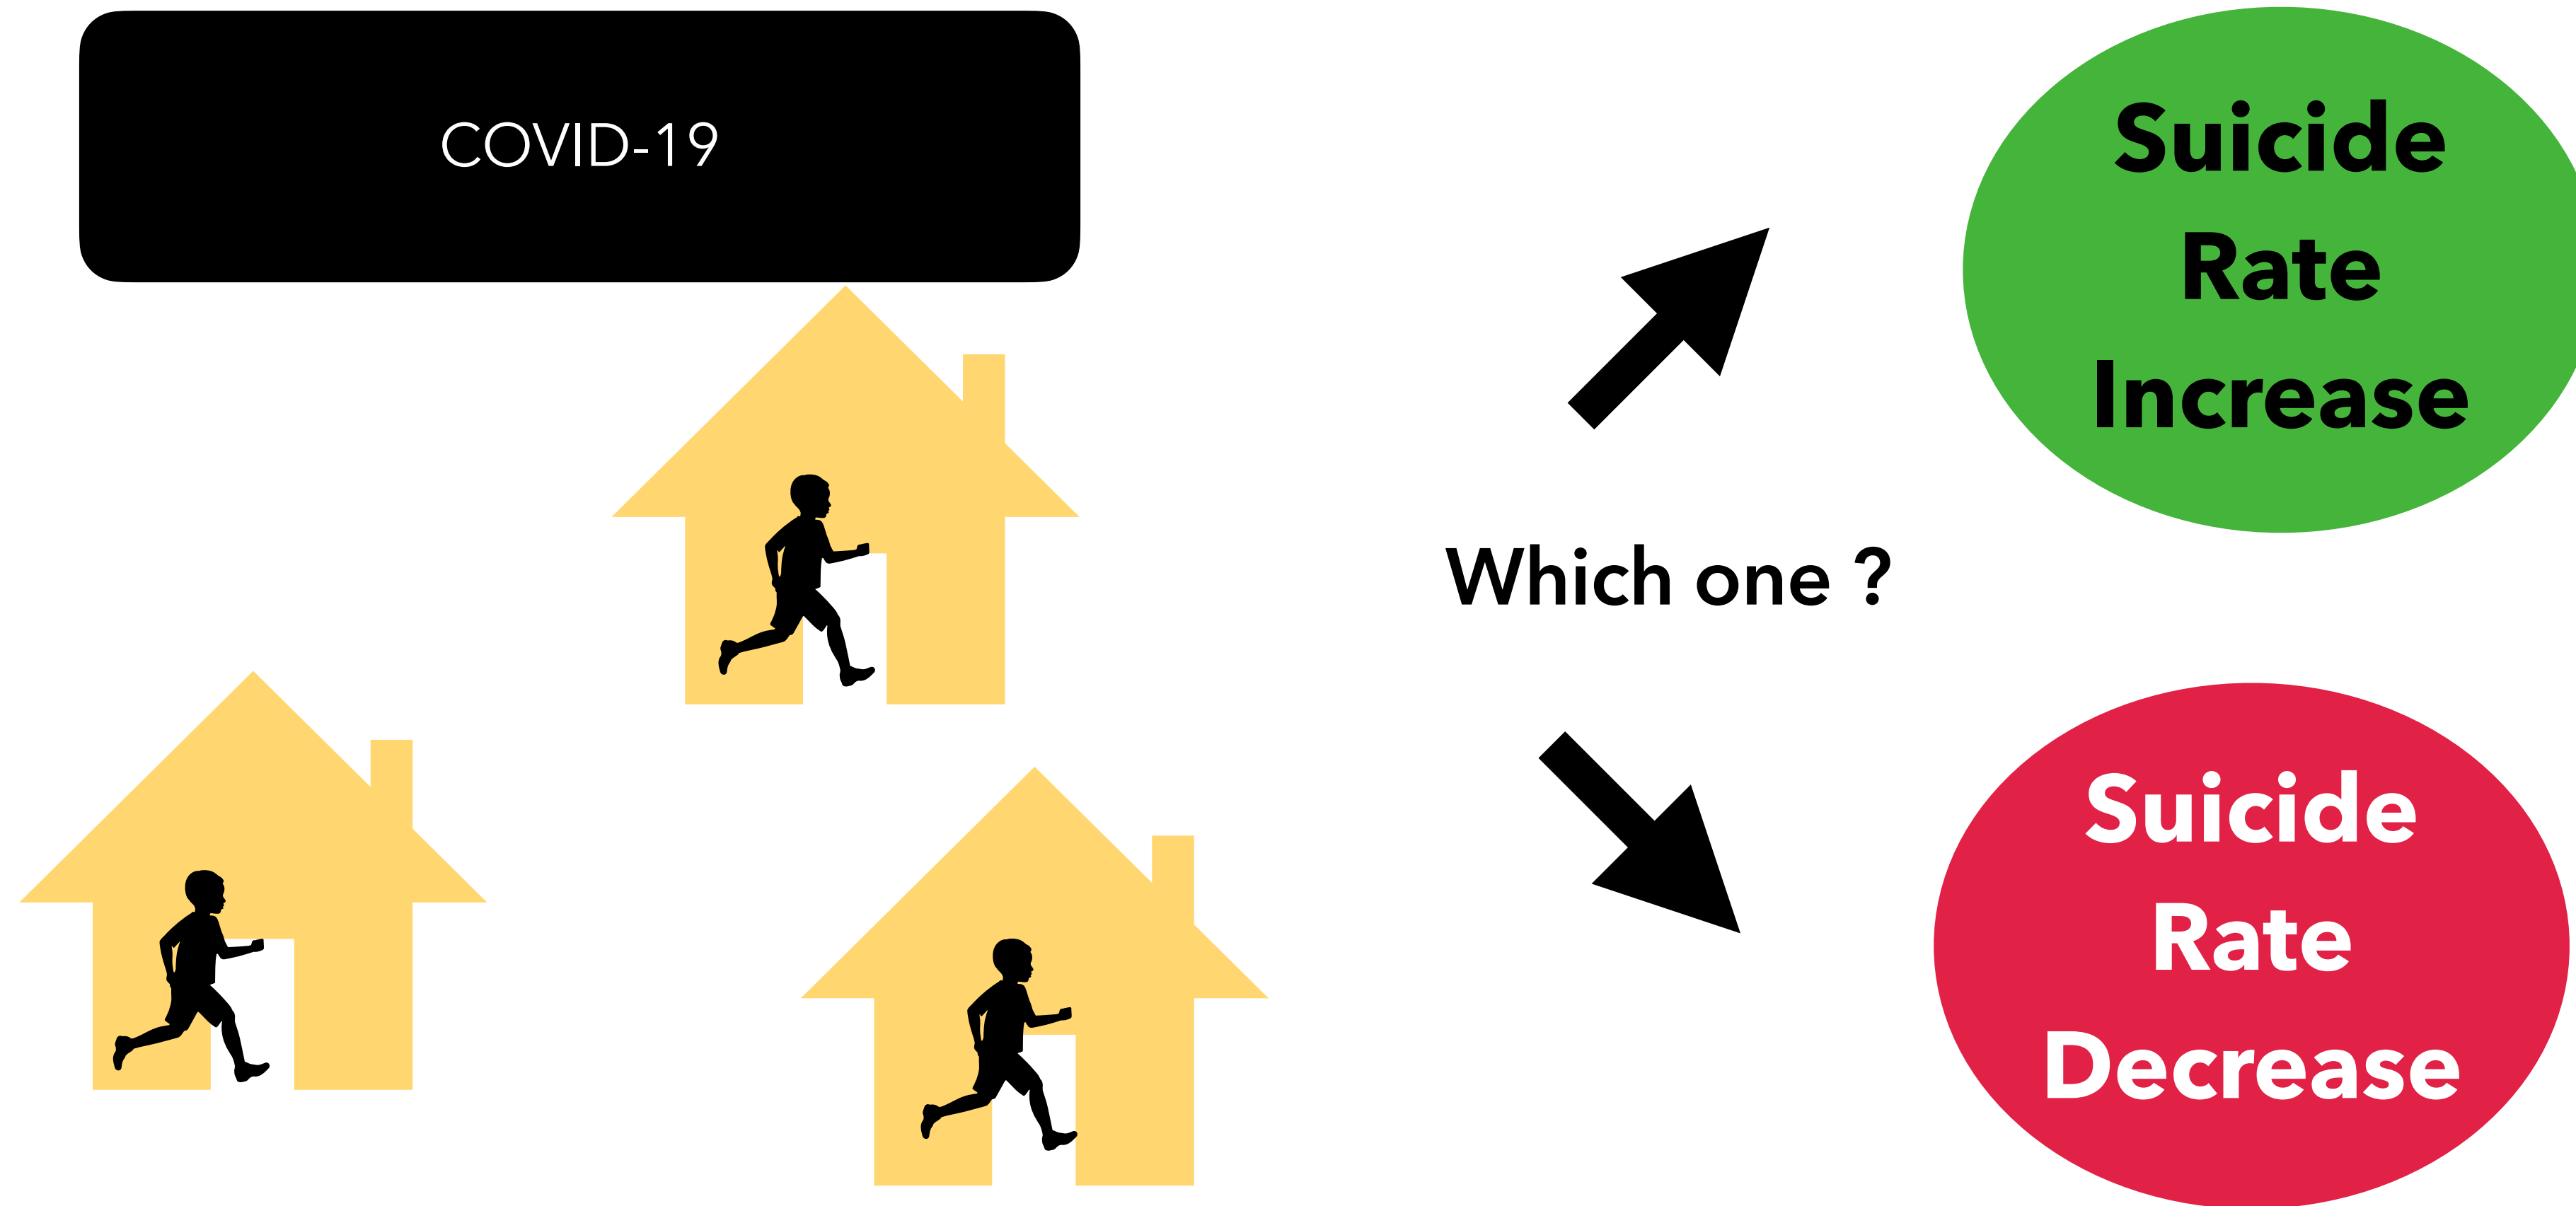 COVID-19
Suicide
Rate
Increase
Which one ?
Suicide
Rate
Decrease